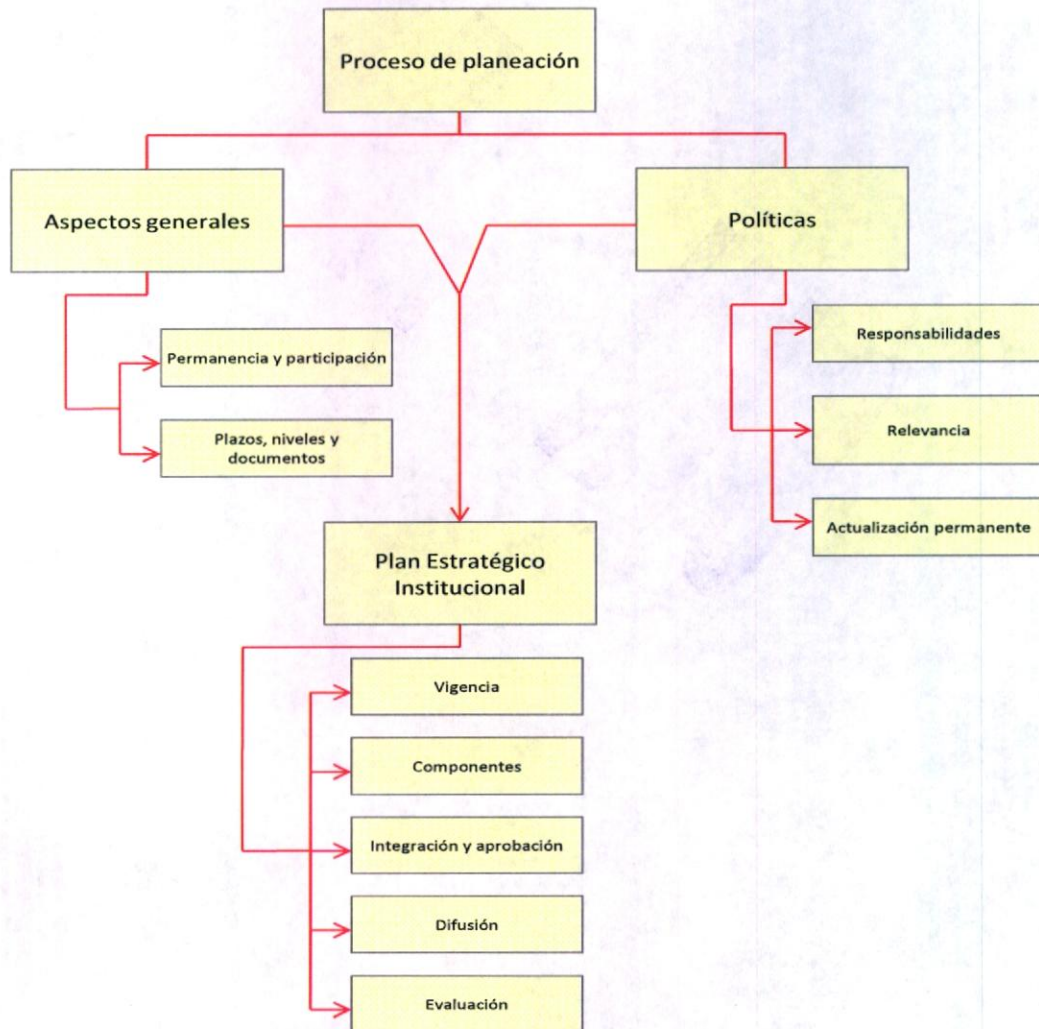 Proceso de planeación
Aspectos generales
Políticas
Permanencia y participación
Plazos, niveles y
documentos
Responsabilidades
Relevancia
Actualización permanente
Plan Estratégico
Institucional
Vigencia
Componentes
Integración y aprobación
Difusión
Evaluación